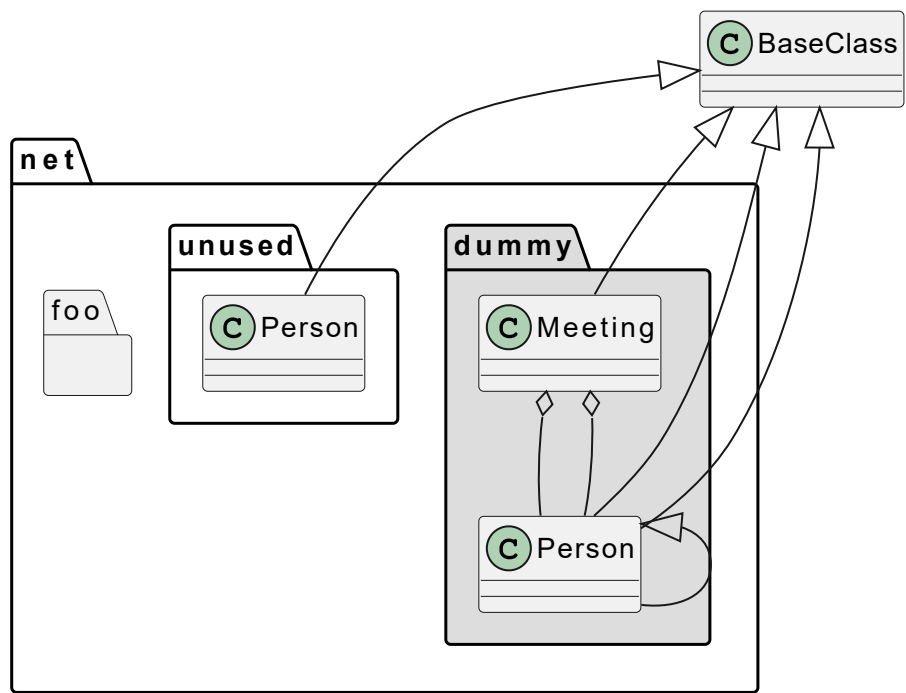 C BaseClass
net
unused
dummy
foo
C Person
C Meeting
C Person